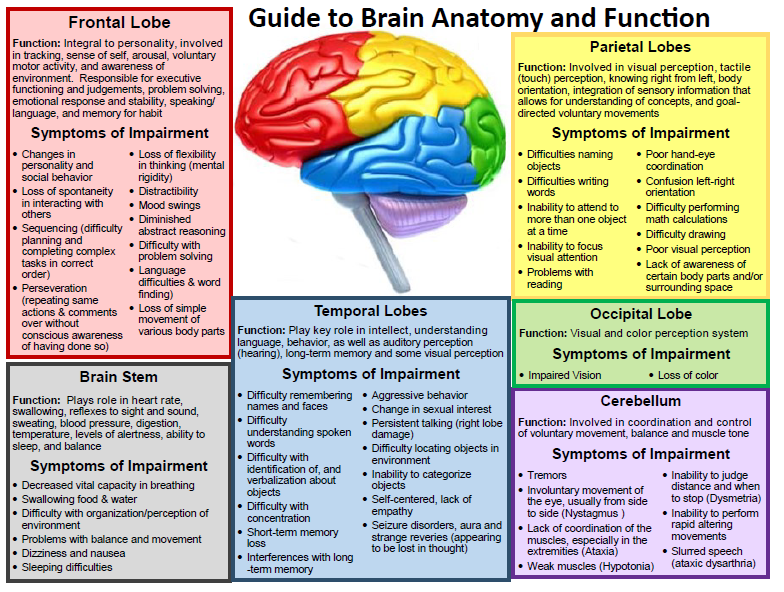 Guide to Brain Anatomy and Function
Frontal Lobe
Function: Integral to personality, involved
in tracking, sense of self, arousal, voluntary
motor activity, and awareness of
environment. Responsible for executive
functioning and judgements, problem solving,
emotional response and stability, speaking/
language, and memory for habit
Symptoms of Impairment
• Changes in
personality and
social behavior
• Loss of spontaneity
in interacting with
others
• Sequencing (difficulty
planning and
completing complex
tasks in correct
order)
• Perseveration
(repeating same
actions & comments
over without
conscious awareness
of having done so)
• Loss of flexibility
in thinking (mental
rigidity)
• Distractibility
• Mood swings
• Diminished
abstract reasoning
• Difficulty with
problem solving
• Language
difficulties & word
finding)
• Loss of simple
movement of
various body parts
Brain Stem
Function: Plays role in heart rate,
swallowing, reflexes to sight and sound,
sweating, blood pressure, digestion,
temperature, levels of alertness, ability to
sleep, and balance
Symptoms of Impairment
• Decreased vital capacity in breathing
• Swallowing food & water
• Difficulty with organization/perception of
environment
• Problems with balance and movement
• Dizziness and nausea
• Sleeping difficulties
Temporal Lobes
Function: Play key role in intellect, understanding
language, behavior, as well as auditory perception
(hearing), long-term memory and some visual perception
Symptoms of Impairment
• Difficulty remembering
names and faces
• Difficulty
understanding spoken
words
• Difficulty with
identification of, and
verbalization about
objects
• Difficulty with
concentration
• Short-term memory
loss
• Interferences with long
-term memory
• Aggressive behavior
• Change in sexual interest
• Persistent talking (right lobe
damage)
• Difficulty locating objects in
environment
• Inability to categorize
objects
• Self-centered, lack of
empathy
• Seizure disorders, aura and
strange reveries (appearing
to be lost in thought)
Parietal Lobes
Function: Involved in visual perception, tactile
(touch) perception, knowing right from left, body
orientation, integration of sensory information that
allows for understanding of concepts, and goal-
directed voluntary movements
Symptoms of Impairment
• Difficulties naming
objects
• Difficulties writing
words
• Inability to attend to
more than one object
at a time
• Inability to focus
visual attention
• Problems with
reading
• Poor hand-eye
coordination
• Confusion left-right
orientation
• Difficulty performing
math calculations
• Difficulty drawing
• Poor visual perception
• Lack of awareness of
certain body parts and/or
surrounding space
Occipital Lobe
Function: Visual and color perception system
Symptoms of Impairment
• Impaired Vision
• Loss of color
Cerebellum
Function: Involved in coordination and control
of voluntary movement, balance and muscle tone
Symptoms of Impairment
• Tremors
• Involuntary movement of
the eye, usually from side
to side (Nystagmus )
• Lack of coordination of the
muscles, especially in the
extremities (Ataxia)
• Weak muscles (Hypotonia)
• Inability to judge
distance and when
to stop (Dysmetria)
• Inability to perform
rapid altering
movements
• Slurred speech
(ataxic dysarthria)